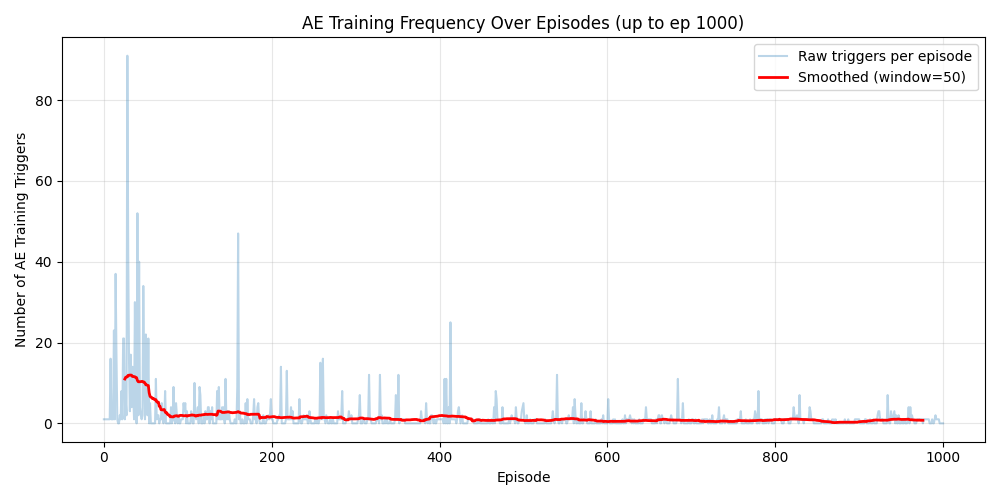 AE Training Frequency Over Episodes (up to ep 1000)
Raw triggers per episode
Smoothed (window=50)
Number of AE Training Triggers
80
60
40
20
0
0 200 400 600 800 1000
Episode